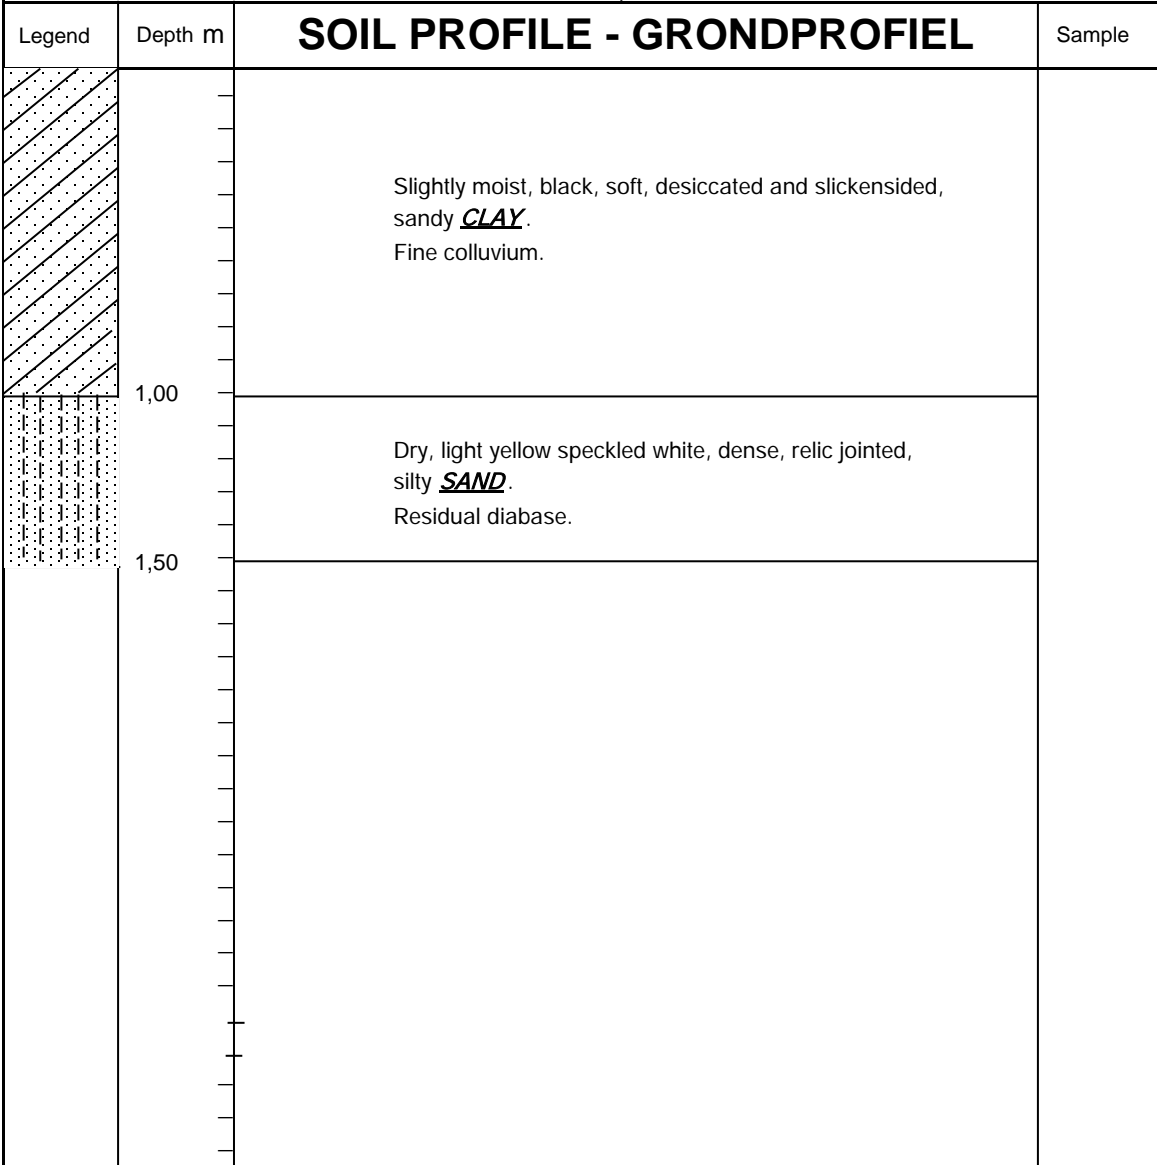 Legend Depth m SOIL PROFILE - GRONDPROFIEL Sample
Slightly moist, black, soft, desiccated and slickensided,
sandy CLAY.
Fine colluvium.
1,00
Dry, light yellow speckled white, dense, relic jointed,
silty SAND.
Residual diabase.
1,50